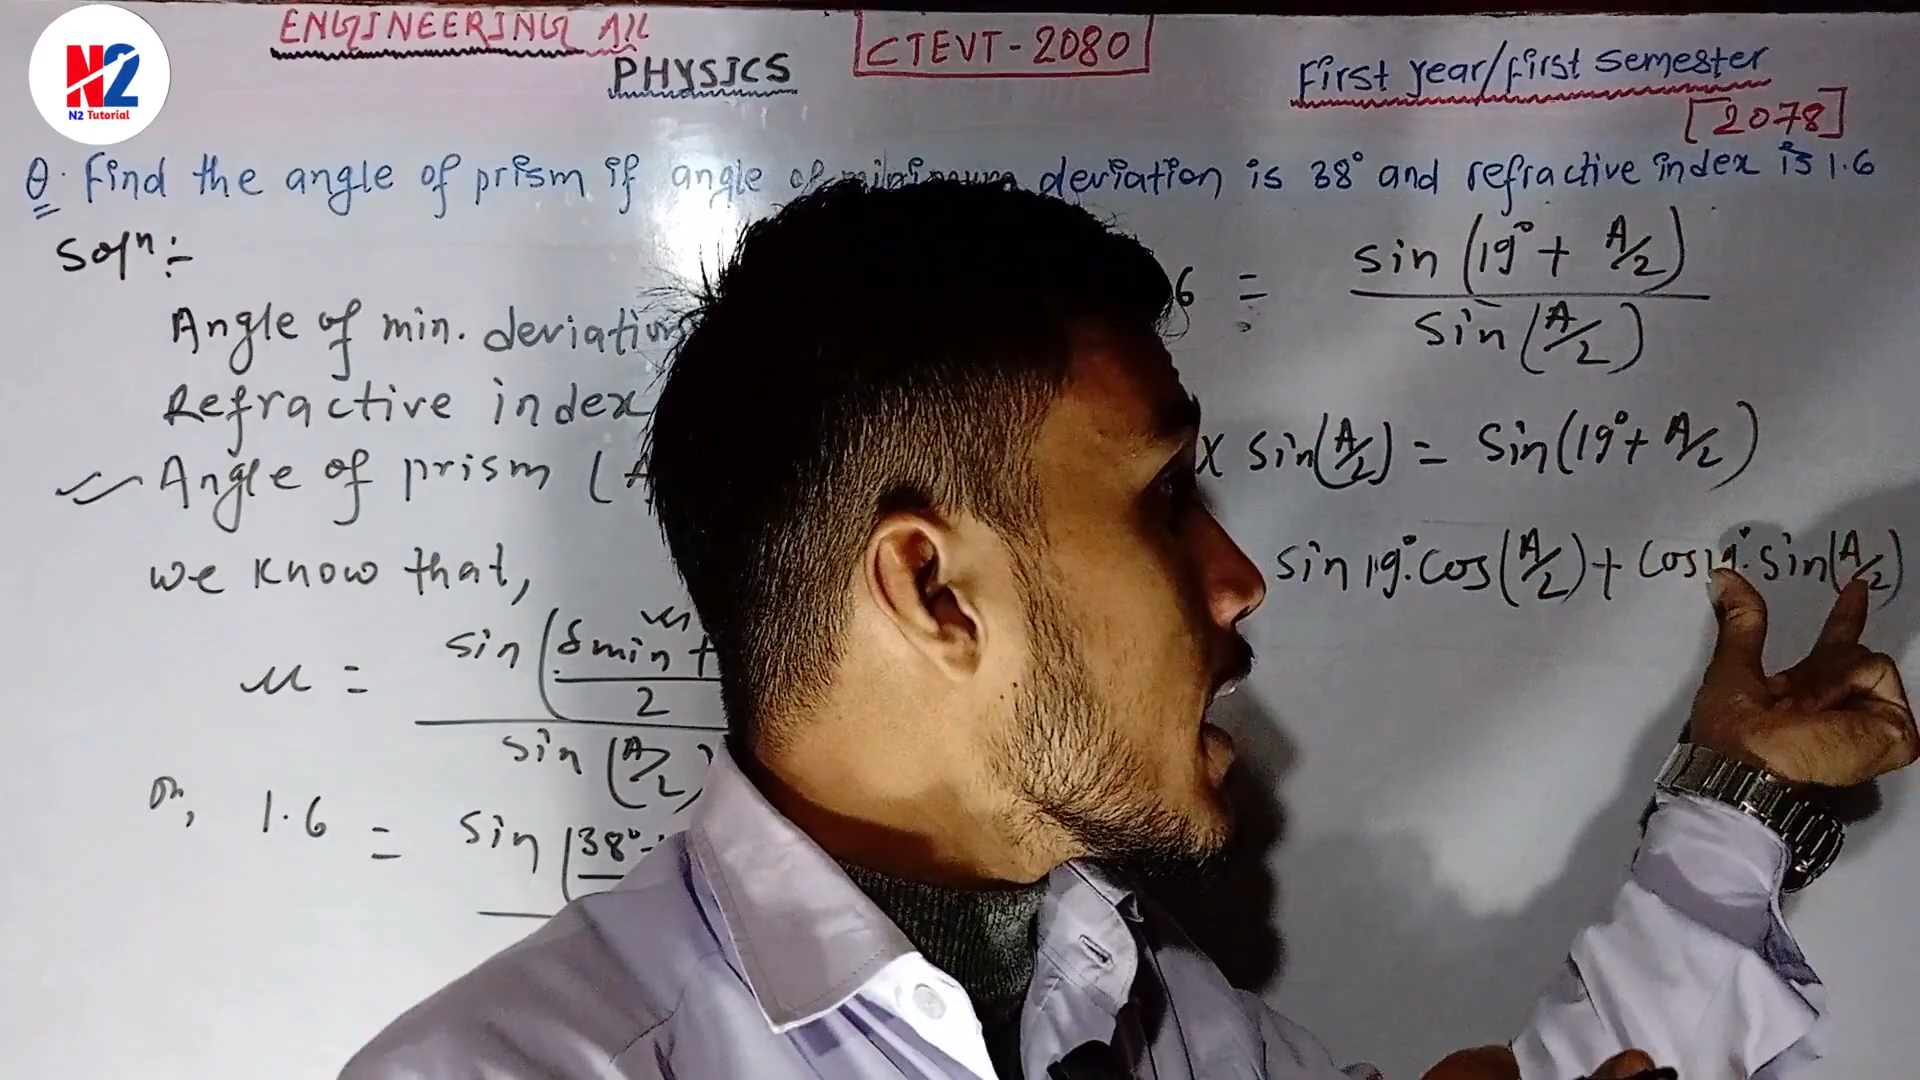 N2
N2 Tutorial
ENGINEERING All
PHYSICS
CTEVT-2080
First year/first semester
[2078]
Q. Find the angle of prism if angle of minimum deviation is 38° and refractive index is 1.6
Solⁿ:-
Angle of min. deviation
Refractive index
Angle of prism (A
we know that,
μ = sin (δmin +
2
sin (A/2)
or, 1.6 = sin (38° -
6 = sin (19° + A/2)
sin (A/2)
x sin(A/2) = sin(19° + A/2)
sin 19°. cos(A/2) + cos 19°. sin(A/2)